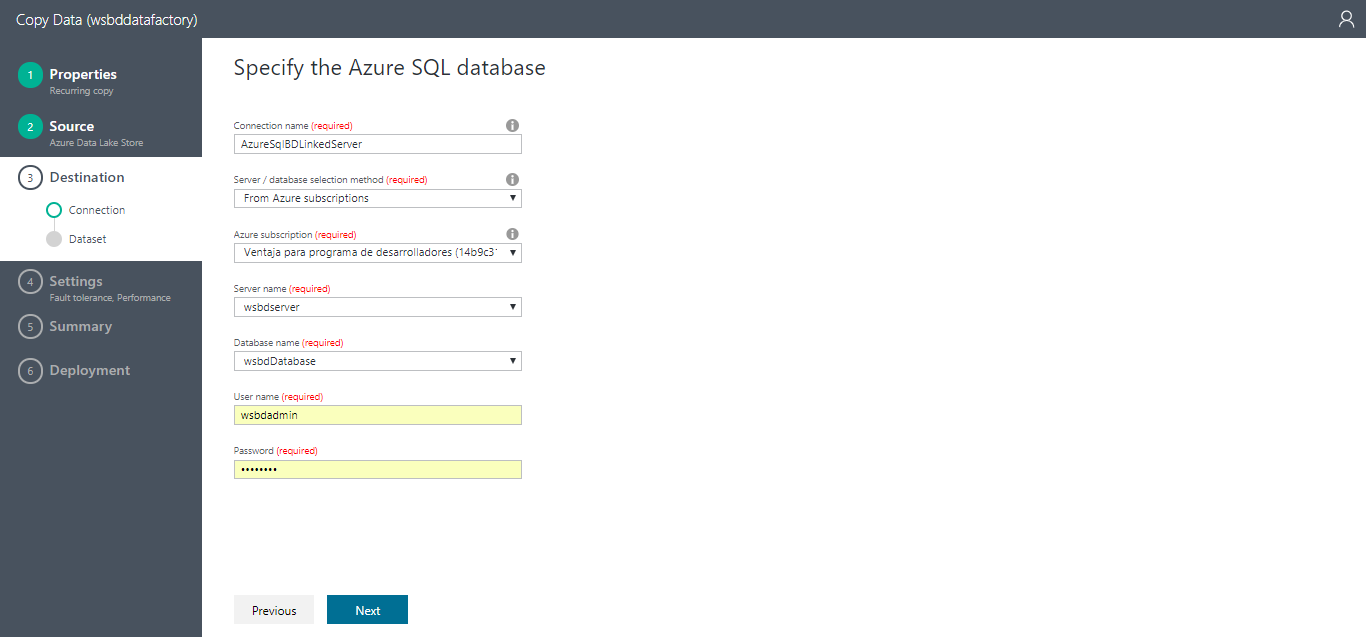 Copy Data (wsbddatafactory)
1 Properties
Recurring copy
2 Source
Azure Data Lake Store
3 Destination
Connection
Dataset
4 Settings
Fault tolerance, Performance
5 Summary
6 Deployment
Specify the Azure SQL database
Connection name (required)
AzureSqlBDLinkedServer
Server / database selection method (required)
From Azure subscriptions
Azure subscription (required)
Ventaja para programa de desarrolladores (14b9c31
Server name (required)
wsbdserver
Database name (required)
wsbdDatabase
User name (required)
wsbdadmin
Password (required)
••••••••
Previous
Next